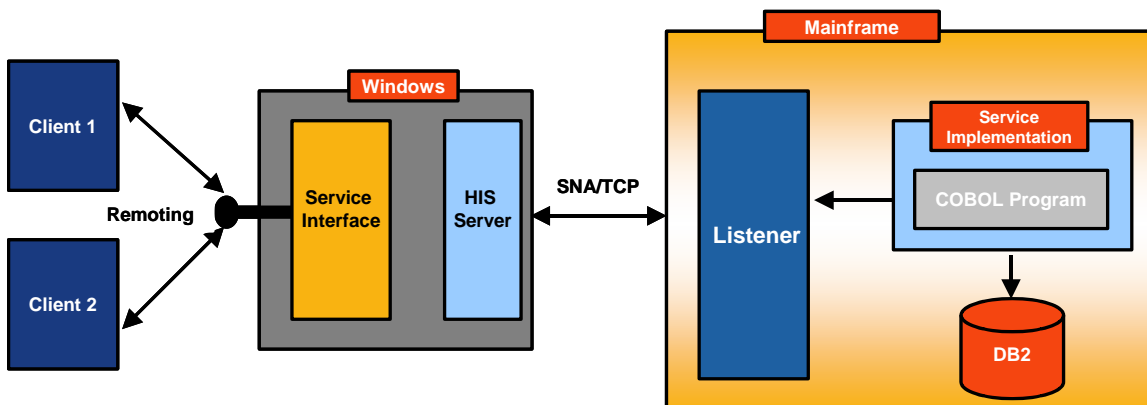 Mainframe
Windows
Client 1
Service
Implementation
COBOL Program
SNA/TCP
Service
Interface
HIS
Server
Remoting
Listener
Client 2
DB2